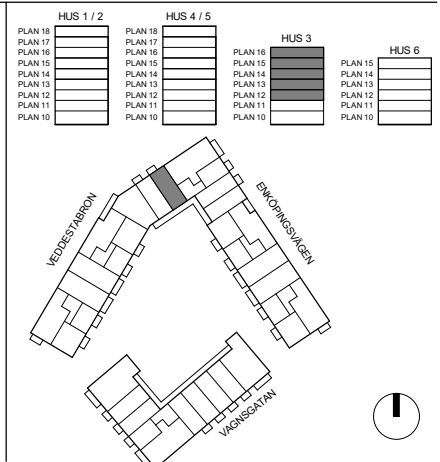 HUS 1 / 2
PLAN 18
PLAN 17
PLAN 16
PLAN 15
PLAN 14
PLAN 13
PLAN 12
PLAN 11
PLAN 10
HUS 4 / 5
PLAN 18
PLAN 17
PLAN 16
PLAN 15
PLAN 14
PLAN 13
PLAN 12
PLAN 11
PLAN 10
HUS 3
PLAN 16
PLAN 15
PLAN 14
PLAN 13
PLAN 12
PLAN 11
PLAN 10
HUS 6
PLAN 15
PLAN 14
PLAN 13
PLAN 12
PLAN 11
PLAN 10
VEDDESTABRON
ENKÖPINGSVÄGEN
VAGNSGATAN